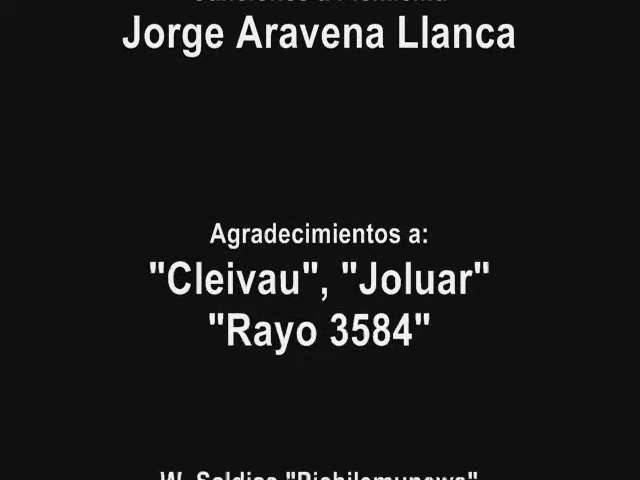 Jorge Aravena Llanca
Agradecimientos a:
"Cleivau", "Joluar"
"Rayo 3584"